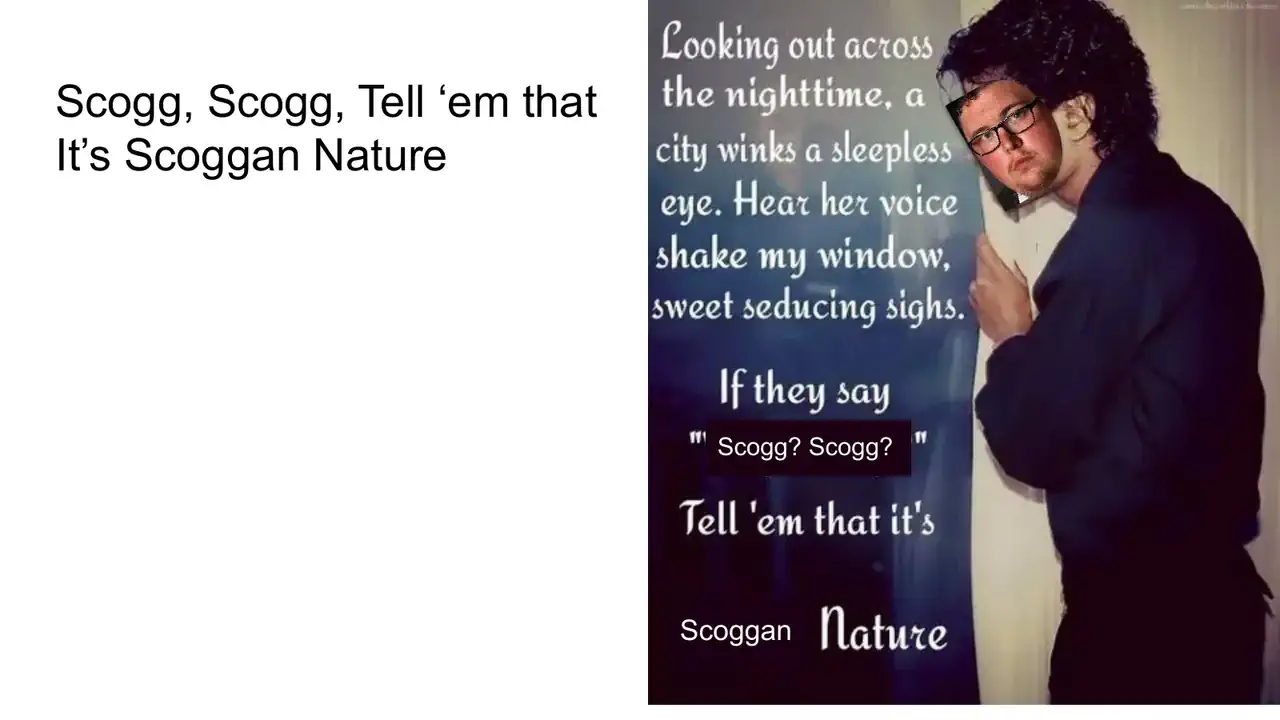 Scogg, Scogg, Tell ‘em that
It’s Scoggan Nature
Looking out across
the nighttime, a
city winks a sleepless
eye. Hear her voice
shake my window,
sweet seducing sighs.
If they say
"' Scogg? Scogg? "
Tell 'em that it's
Scoggan Nature